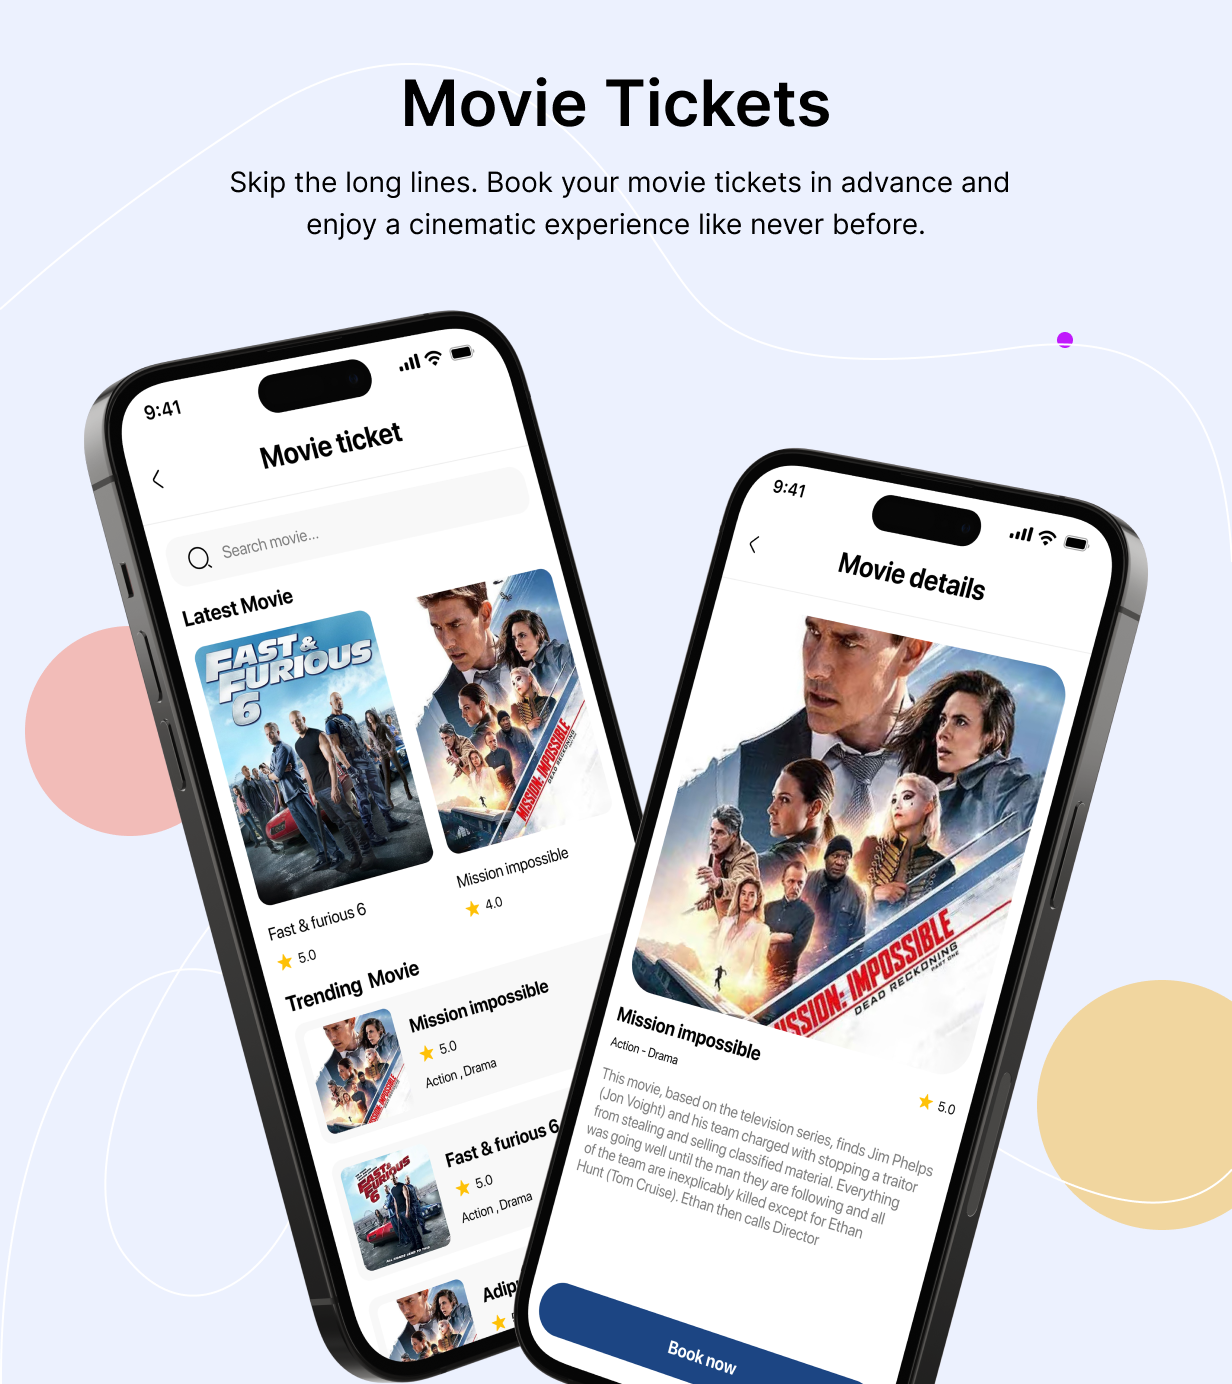 Movie Tickets
Skip the long lines. Book your movie tickets in advance and
enjoy a cinematic experience like never before.
9:41
Movie ticket
Search movie...
Latest Movie
FAST &
FURIOUS
6
MISSION: IMPOSSIBLE
DEAD RECKONING
Fast & furious 6
5.0
Mission impossible
4.0
Trending Movie
Mission impossible
5.0
Action , Drama
FAST &
FURIOUS
6
Fast & furious 6
5.0
Action , Drama
9:41
Movie details
ISSION: IMPOSSIBLE
DEAD RECKONING
PART ONE
Mission impossible
Action - Drama
5.0
This movie, based on the television series, finds Jim Phelps
(Jon Voight) and his team charged with stopping a traitor
from stealing and selling classified material. Everything
was going well until the man they are following and all
of the team are inexplicably killed except for Ethan
Hunt (Tom Cruise). Ethan then calls Director
Book now